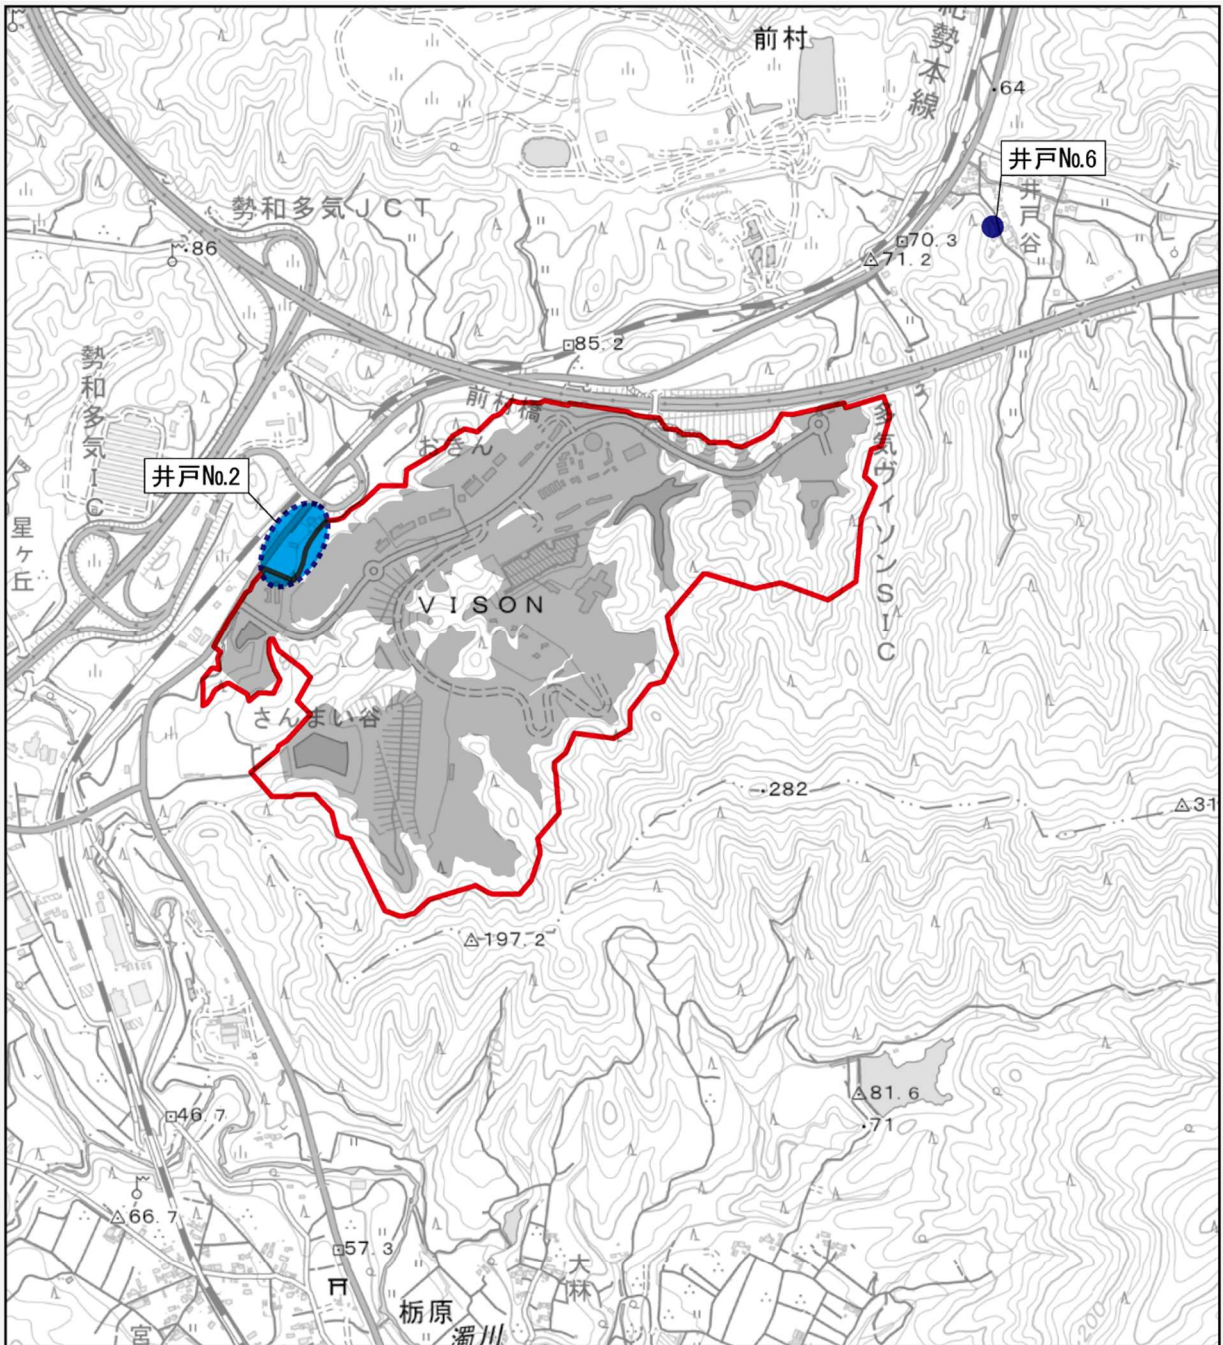 前村
紀勢本線
64
井戸No.6
井戸谷
勢和多気JCT
86
70.3
71.2
85.2
勢和多気IC
前村橋
おきん
多気ヴィソンSIC
井戸No.2
星ヶ丘
VISON
さんまい谷
282
31
197.2
81.6
71
46.7
66.7
57.3
大
栃原
濁川
宮
200